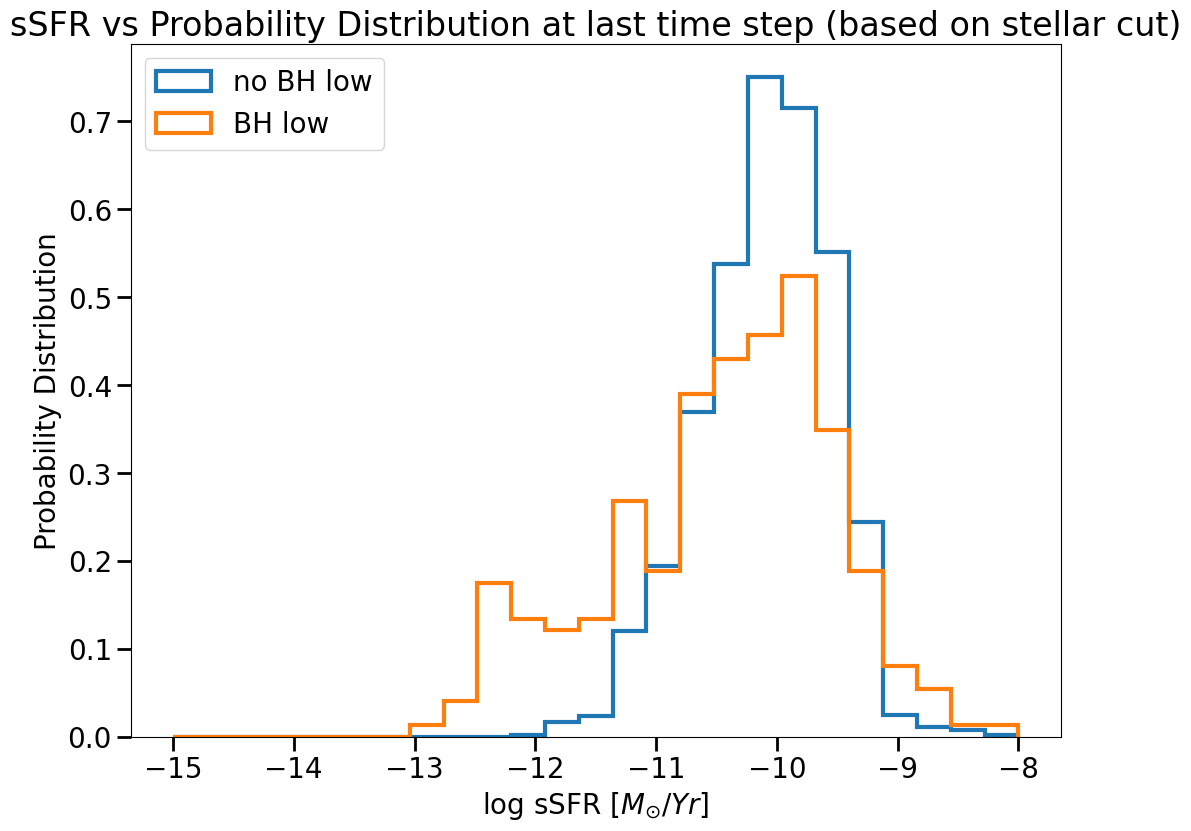 sSFR vs Probability Distribution at last time step (based on stellar cut)
no BH low
BH low
Probability Distribution
0.7
0.6
0.5
0.4
0.3
0.2
0.1
0.0
−15 −14 −13 −12 −11 −10 −9 −8
log sSFR [$M_{\odot}/Yr$]